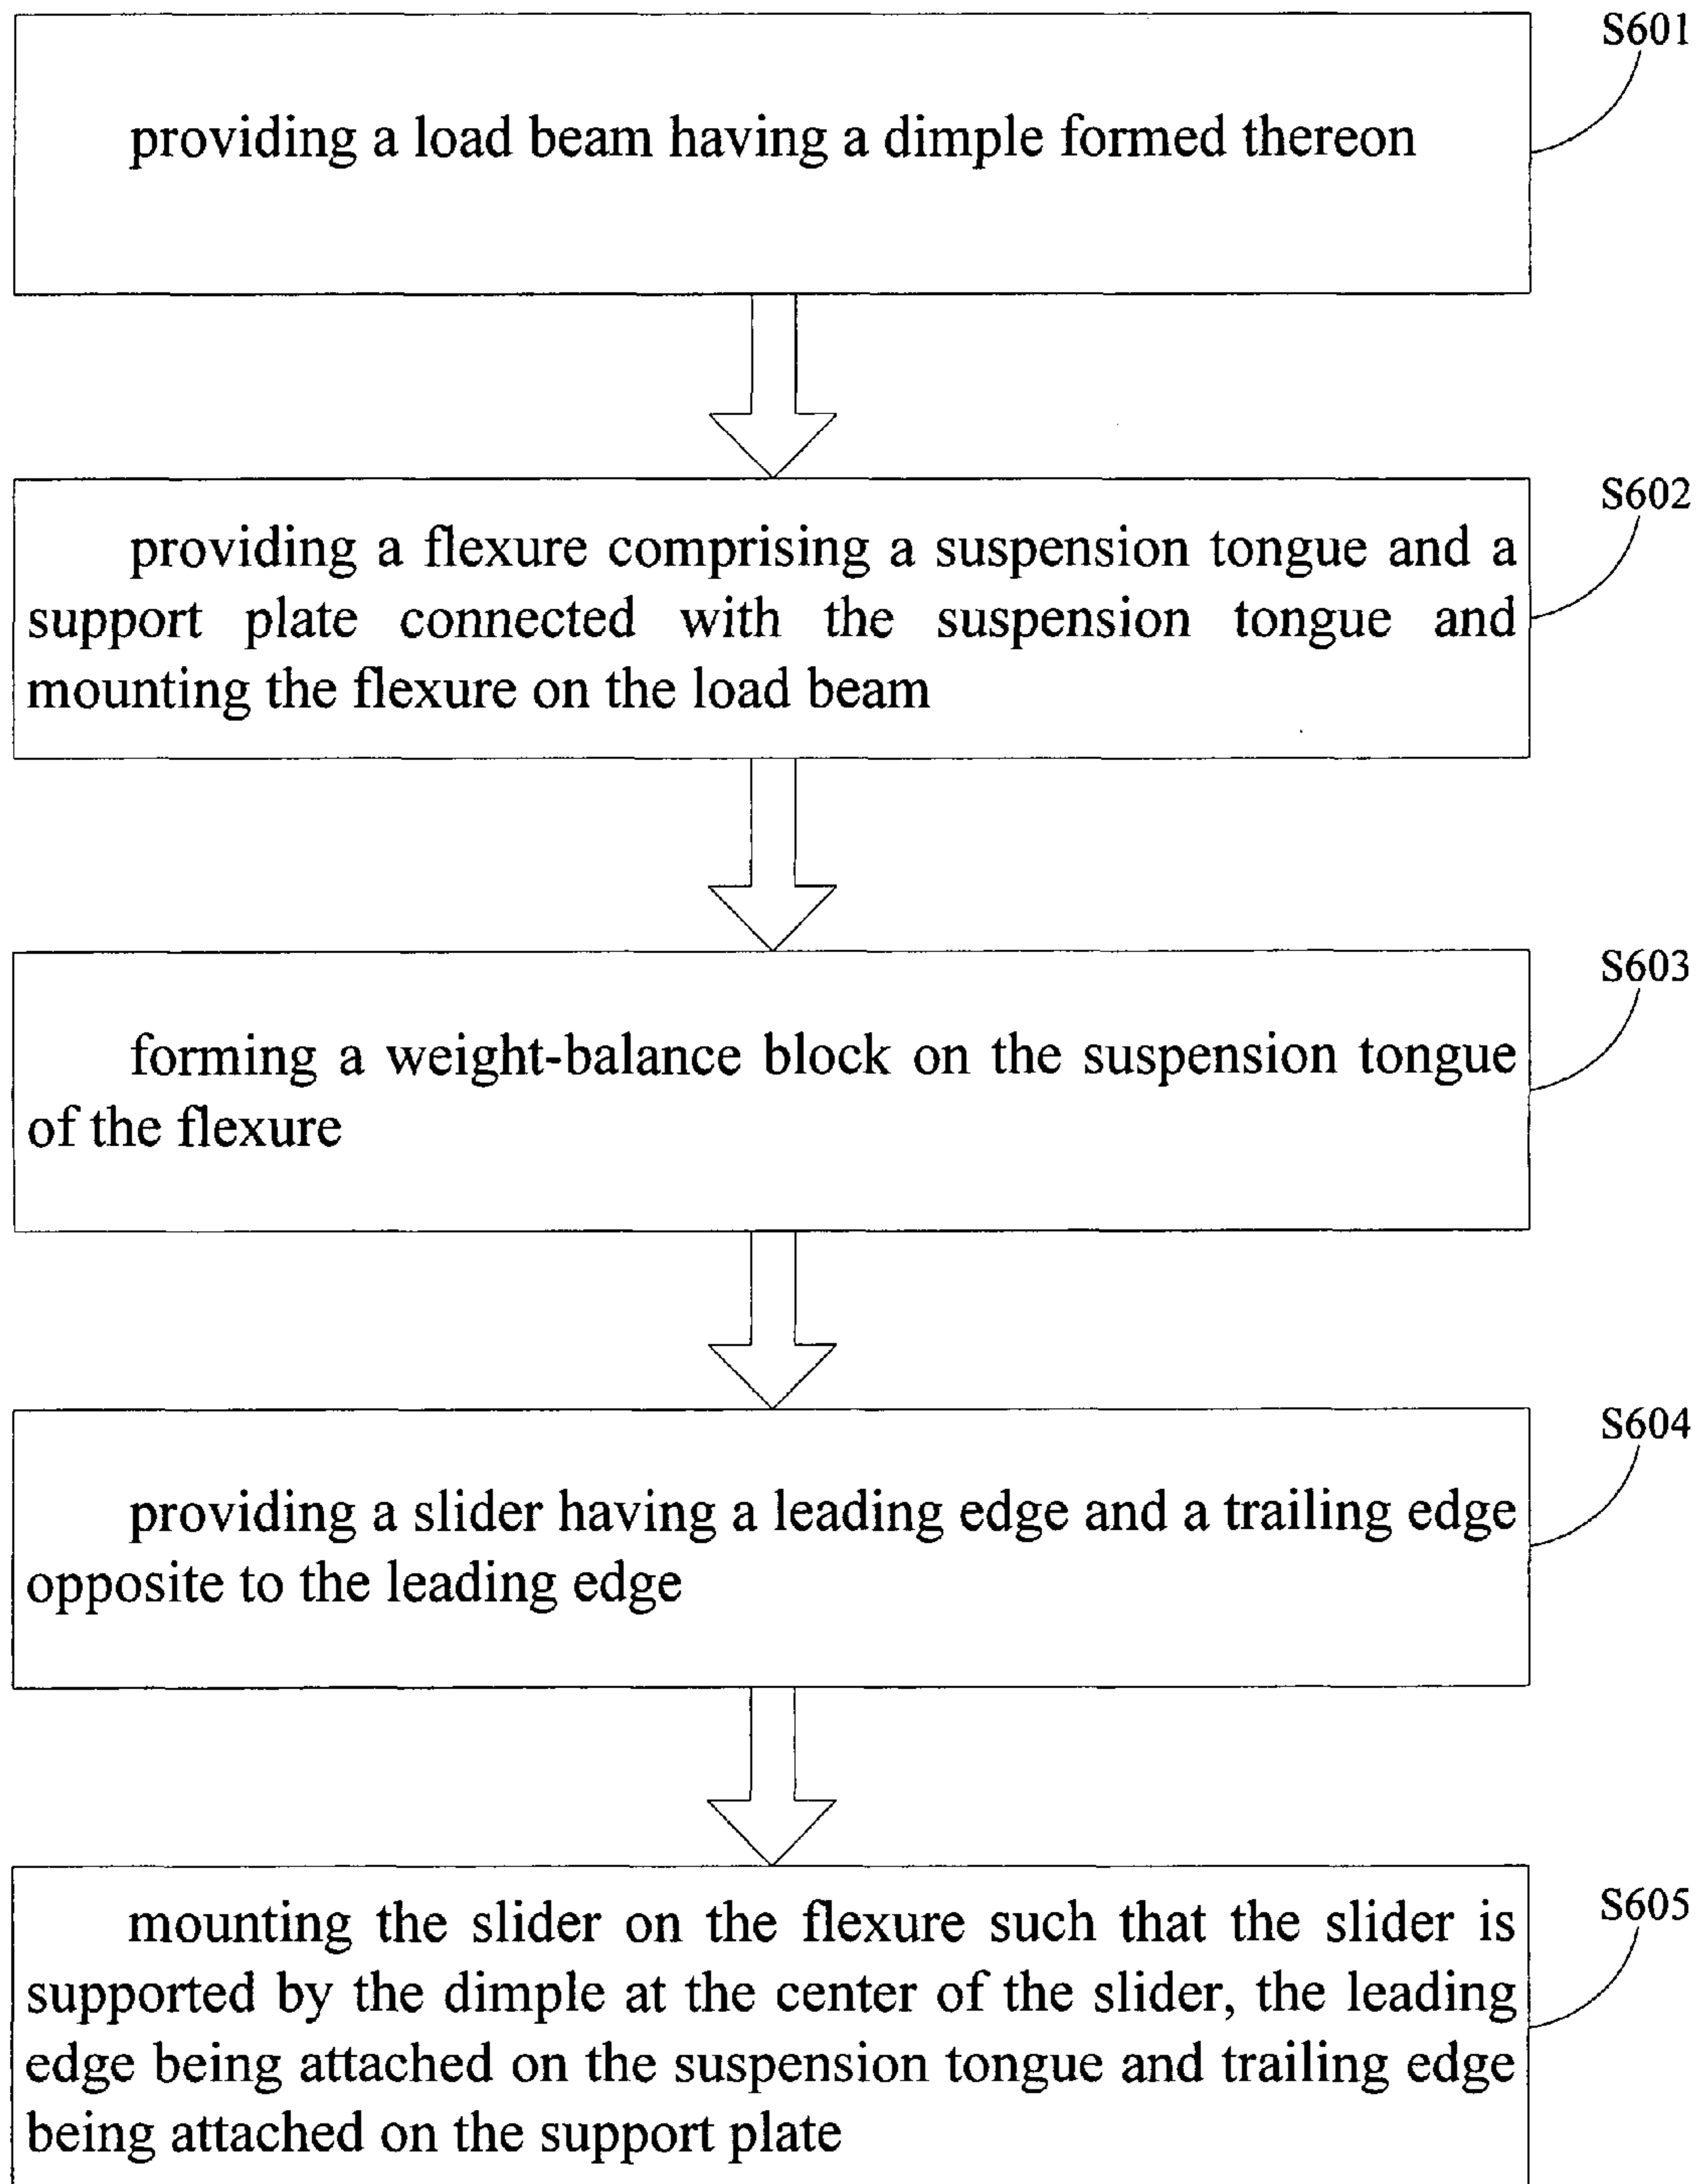 S601
providing a load beam having a dimple formed thereon
S602
providing a flexure comprising a suspension tongue and a
support plate connected with the suspension tongue and
mounting the flexure on the load beam
S603
forming a weight-balance block on the suspension tongue
of the flexure
S604
providing a slider having a leading edge and a trailing edge
opposite to the leading edge
S605
mounting the slider on the flexure such that the slider is
supported by the dimple at the center of the slider, the leading
edge being attached on the suspension tongue and trailing edge
being attached on the support plate